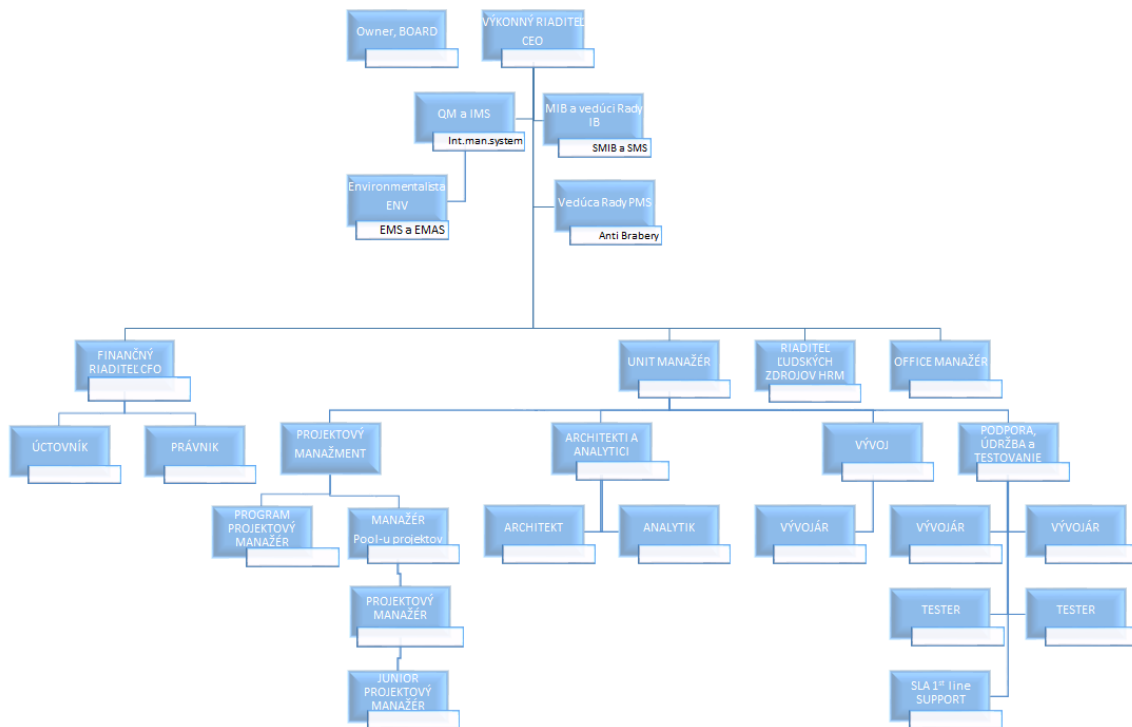 Owner, BOARD
VÝKONNÝ RIADITEĽ
CEO
QM a IMS
Int.man.system
MIB a vedúci Rady
IB
SMIB a SMS
Environmentalista
ENV
EMS a EMAS
Vedúca Rady PMS
Anti Brabery
FINANČNÝ
RIADITEĽ CFO
UNIT MANAŽÉR
RIADITEĽ
ĽUDSKÝCH
ZDROJOV HRM
OFFICE MANAŽÉR
ÚCTOVNÍK
PRÁVNIK
PROJEKTOVÝ
MANAŽMENT
ARCHITEKTI A
ANALYTICI
VÝVOJ
PODPORA,
ÚDRŽBA a
TESTOVANIE
PROGRAM
PROJEKTOVÝ
MANAŽÉR
MANAŽÉR
Pool-u projektov
ARCHITEKT
ANALYTIK
VÝVOJÁR
VÝVOJÁR
VÝVOJÁR
PROJEKTOVÝ
MANAŽÉR
TESTER
TESTER
JUNIOR
PROJEKTOVÝ
MANAŽÉR
SLA 1st line
SUPPORT